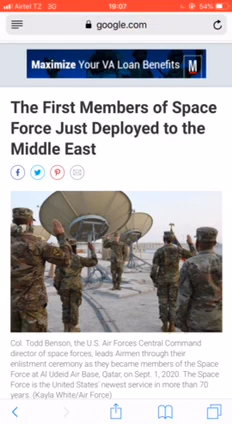 Airtel TZ 3G 19:07 54%
google.com
Maximize Your VA Loan Benefits M
The First Members of Space
Force Just Deployed to the
Middle East
Col. Todd Benson, the U.S. Air Forces Central Command
director of space forces, leads Airmen through their
enlistment ceremony as they became members of the Space
Force at Al Udeid Air Base, Qatar, on Sept. 1, 2020. The Space
Force is the United States' newest service in more than 70
years. (Kayla White/Air Force)